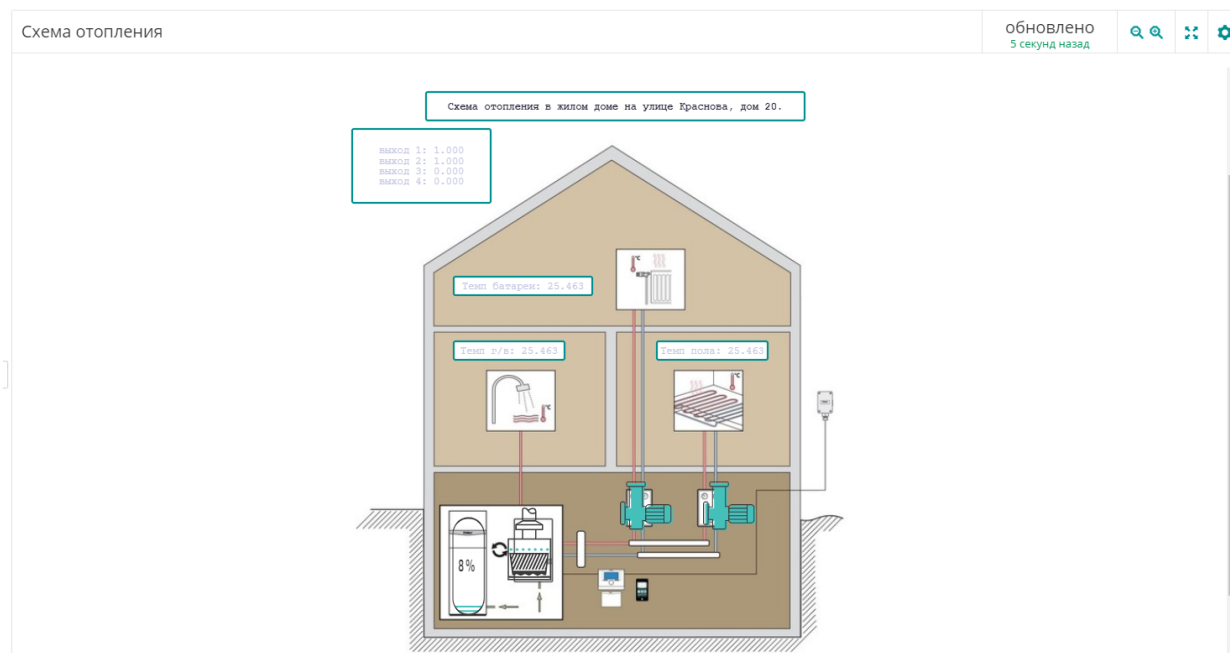 Схема отопления
обновлено
5 секунд назад
Схема отопления в жилом доме на улице Краснова, дом 20.
выход 1: 1.000
выход 2: 1.000
выход 3: 0.000
выход 4: 0.000
°C
Темп батареи: 25.463
Темп г/в: 25.463
Темп пола: 25.463
°C
°C
8%